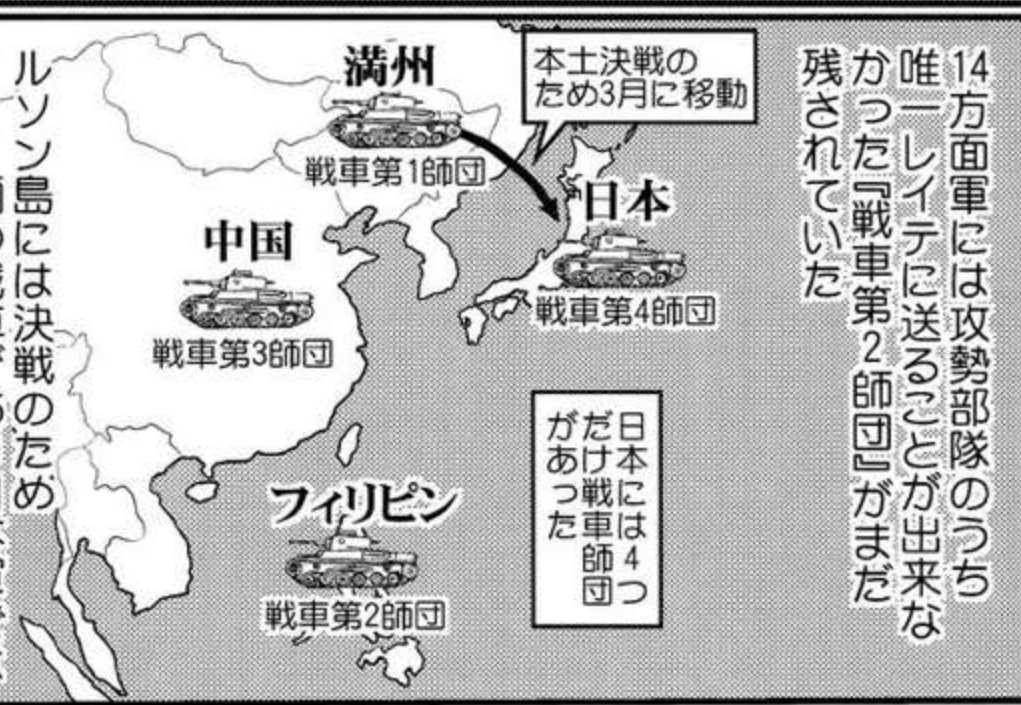 14方面軍には攻勢部隊のうち
唯一レイテに送ることが出来な
かった『戦車第2師団』がまだ
残されていた
本土決戦の
ため3月に移動
満州
戦車第1師団
日本
戦車第4師団
中国
戦車第3師団
日本には4つ
だけ戦車師団
があった
フィリピン
戦車第2師団
ルソン島には決戦のため